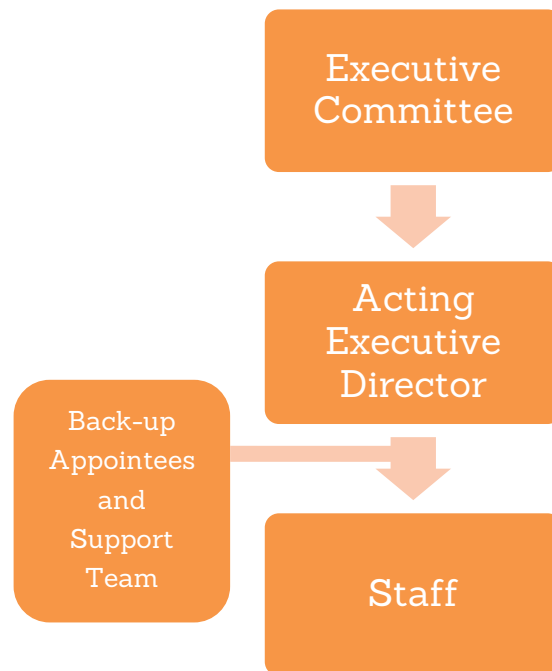 Executive
Committee
Acting
Executive
Director
Back-up
Appointees
and
Support
Team
Staff